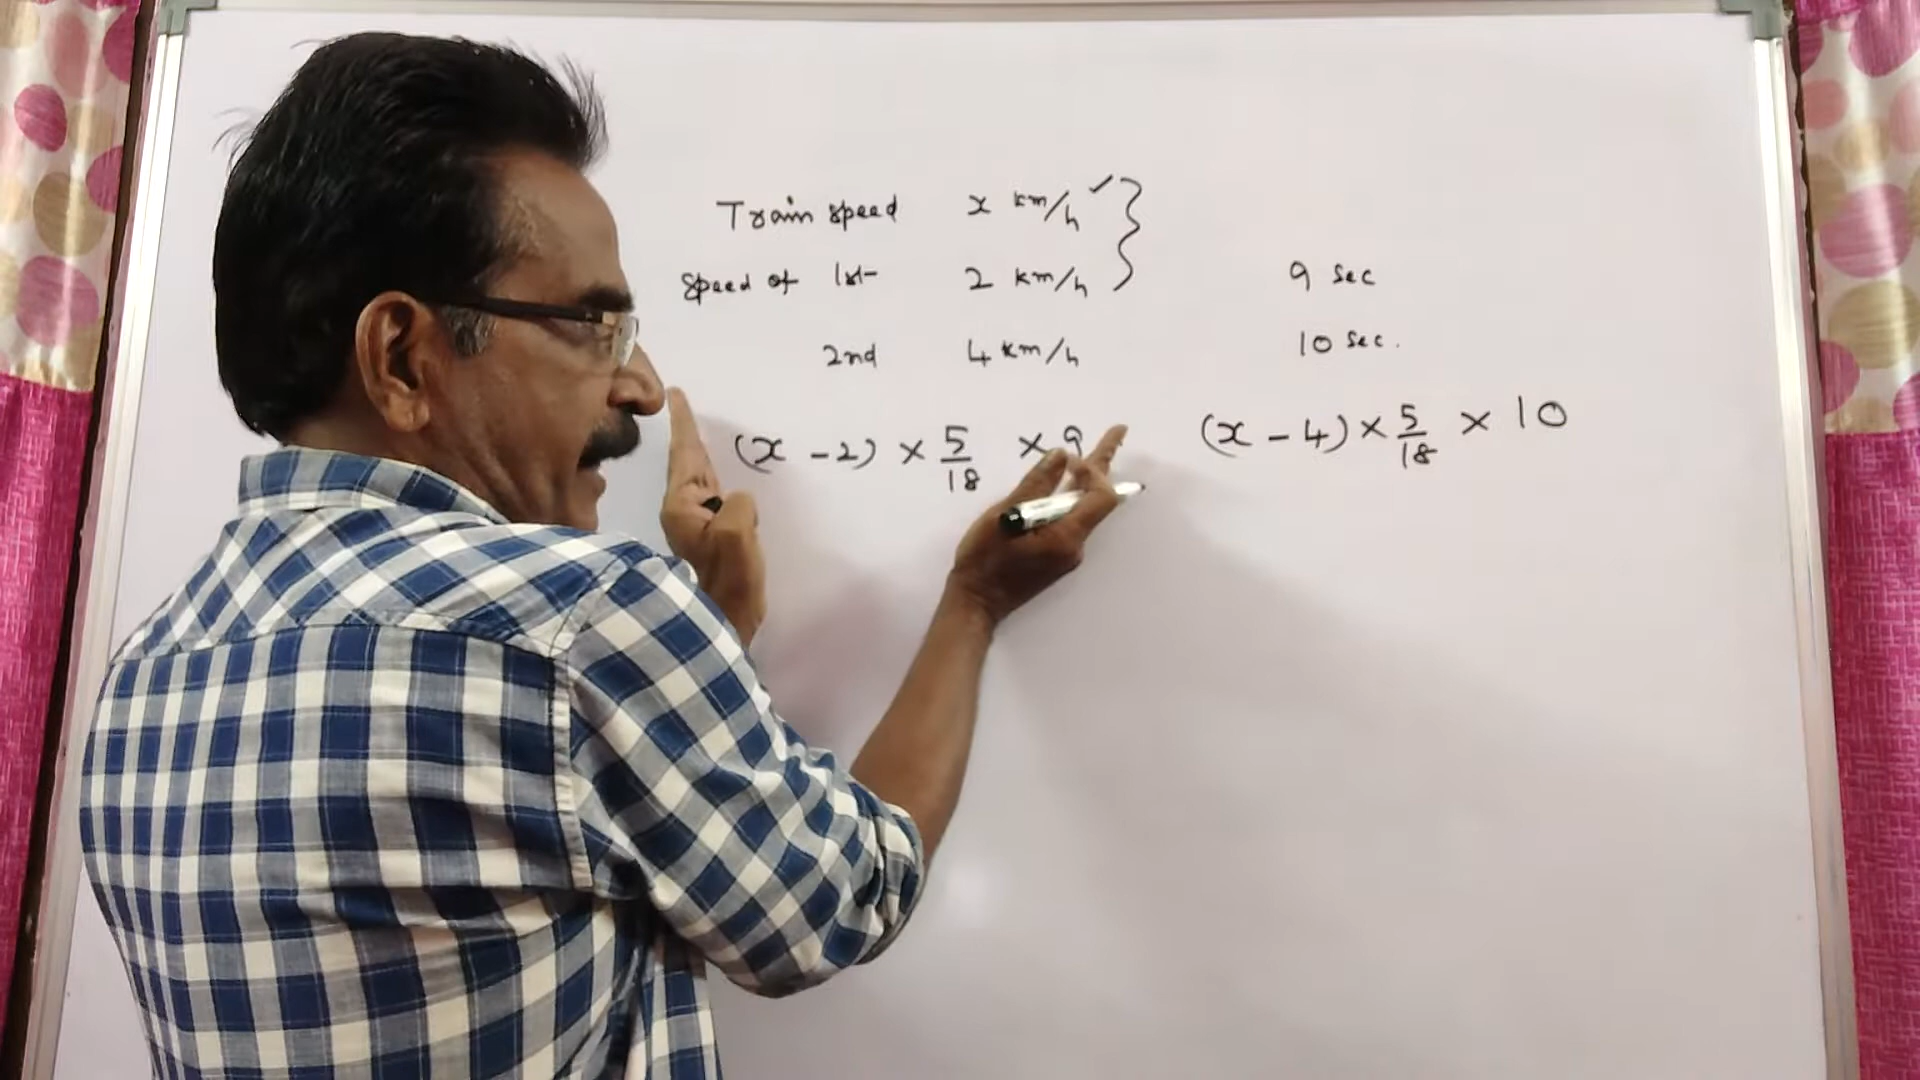 Train speed x km/h ✓ }
Speed of 1st 2 km/h 9 sec
2nd 4 km/h 10 sec.
(x - 2) × 5/18 × 9 (x - 4) × 5/18 × 10